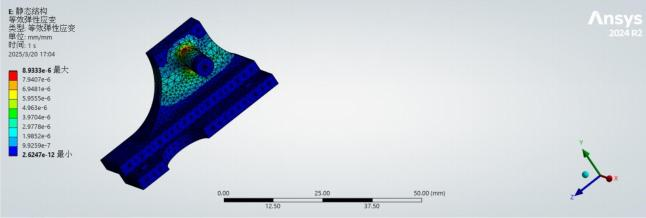 E: 静态结构
等效弹性应变
类型: 等效弹性应变
单位: mm/mm
时间: 1 s
2025/3/20 17:04
8.9333e-6 最大
7.9407e-6
6.9481e-6
5.9555e-6
4.963e-6
3.9704e-6
2.9778e-6
1.9852e-6
9.9259e-7
2.6247e-12 最小
Ansys
2024 R2
0.00 25.00 50.00 (mm)
12.50 37.50
Y
X
Z